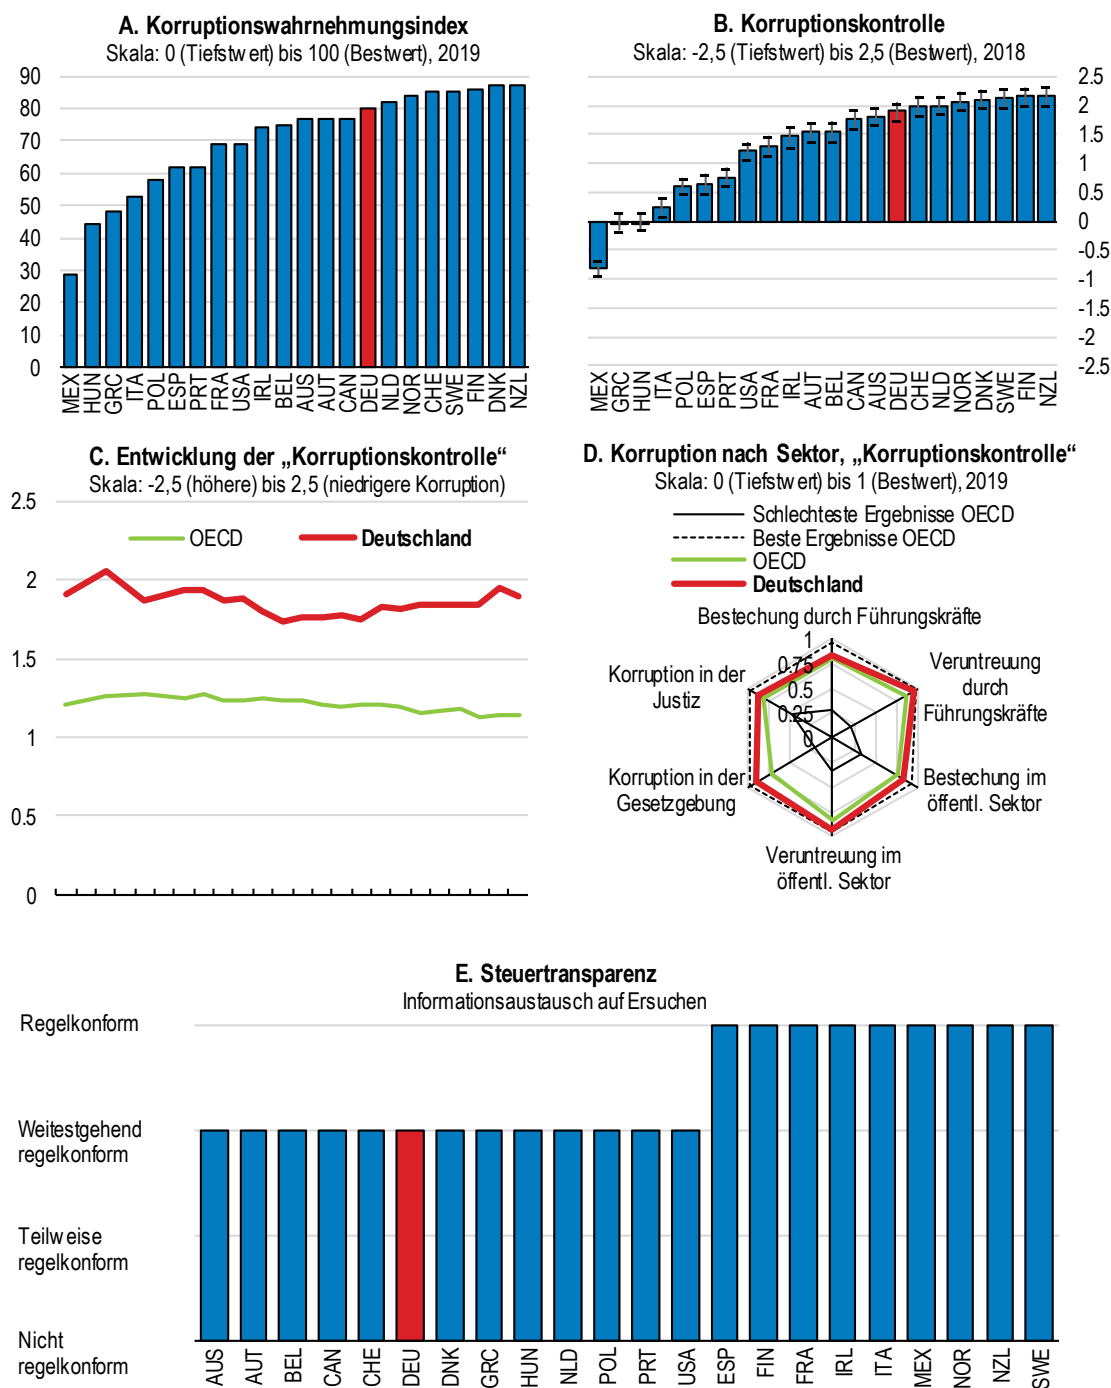 A. Korruptionswahrnehmungsindex
Skala: 0 (Tiefstwert) bis 100 (Bestwert), 2019
90
80
70
60
50
40
30
20
10
0
MEX
HUN
GRC
ITA
POL
ESP
PRT
FRA
USA
IRL
BEL
AUS
AUT
CAN
DEU
NLD
NOR
CHE
SWE
FIN
DNK
NZL
B. Korruptionskontrolle
Skala: -2,5 (Tiefstwert) bis 2,5 (Bestwert), 2018
2.5
2
1.5
1
0.5
0
-0.5
-1
-1.5
-2
-2.5
MEX
GRC
HUN
ITA
POL
ESP
PRT
USA
FRA
IRL
AUT
BEL
CAN
AUS
DEU
CHE
NLD
NOR
DNK
SWE
FIN
NZL
C. Entwicklung der „Korruptionskontrolle“
Skala: -2,5 (höhere) bis 2,5 (niedrigere Korruption)
2.5
2
1.5
1
0.5
0
OECD
Deutschland
D. Korruption nach Sektor, „Korruptionskontrolle“
Skala: 0 (Tiefstwert) bis 1 (Bestwert), 2019
Schlechteste Ergebnisse OECD
Beste Ergebnisse OECD
OECD
Deutschland
Bestechung durch Führungskräfte
1
0.75
0.5
0.25
0
Veruntreuung
durch
Führungskräfte
Bestechung im
öffentl. Sektor
Veruntreuung im
öffentl. Sektor
Korruption in der
Gesetzgebung
Korruption in der
Justiz
E. Steuertransparenz
Informationsaustausch auf Ersuchen
Regelkonform
Weitestgehend
regelkonform
Teilweise
regelkonform
Nicht
regelkonform
AUS
AUT
BEL
CAN
CHE
DEU
DNK
GRC
HUN
NLD
POL
PRT
USA
ESP
FIN
FRA
IRL
ITA
MEX
NOR
NZL
SWE